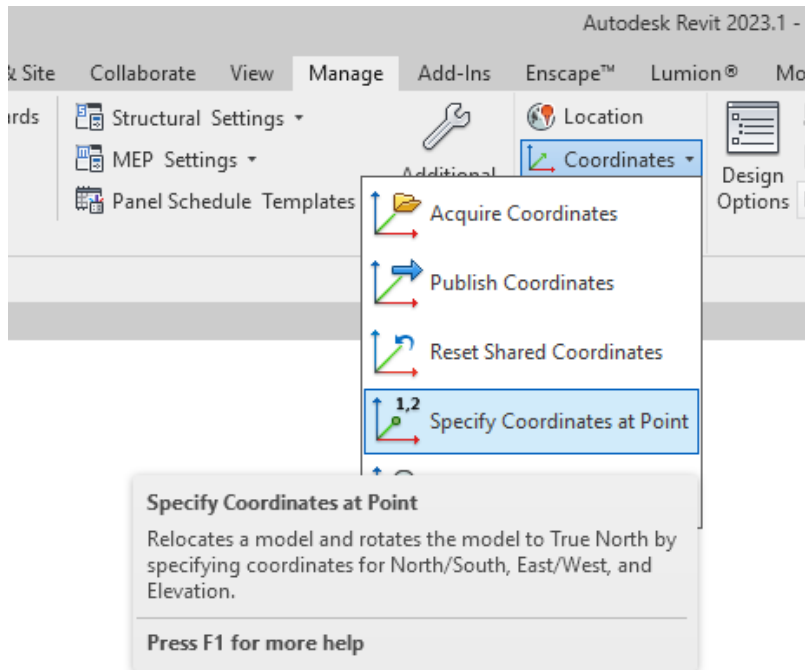 Autodesk Revit 2023.1 -
& Site Collaborate View Manage Add-Ins Enscape™ Lumion® Mo
ards Structural Settings Location
MEP Settings Additional Coordinates Design
Panel Schedule Templates Options
Acquire Coordinates
Publish Coordinates
Reset Shared Coordinates
1,2
Specify Coordinates at Point
Specify Coordinates at Point
Relocates a model and rotates the model to True North by
specifying coordinates for North/South, East/West, and
Elevation.
Press F1 for more help